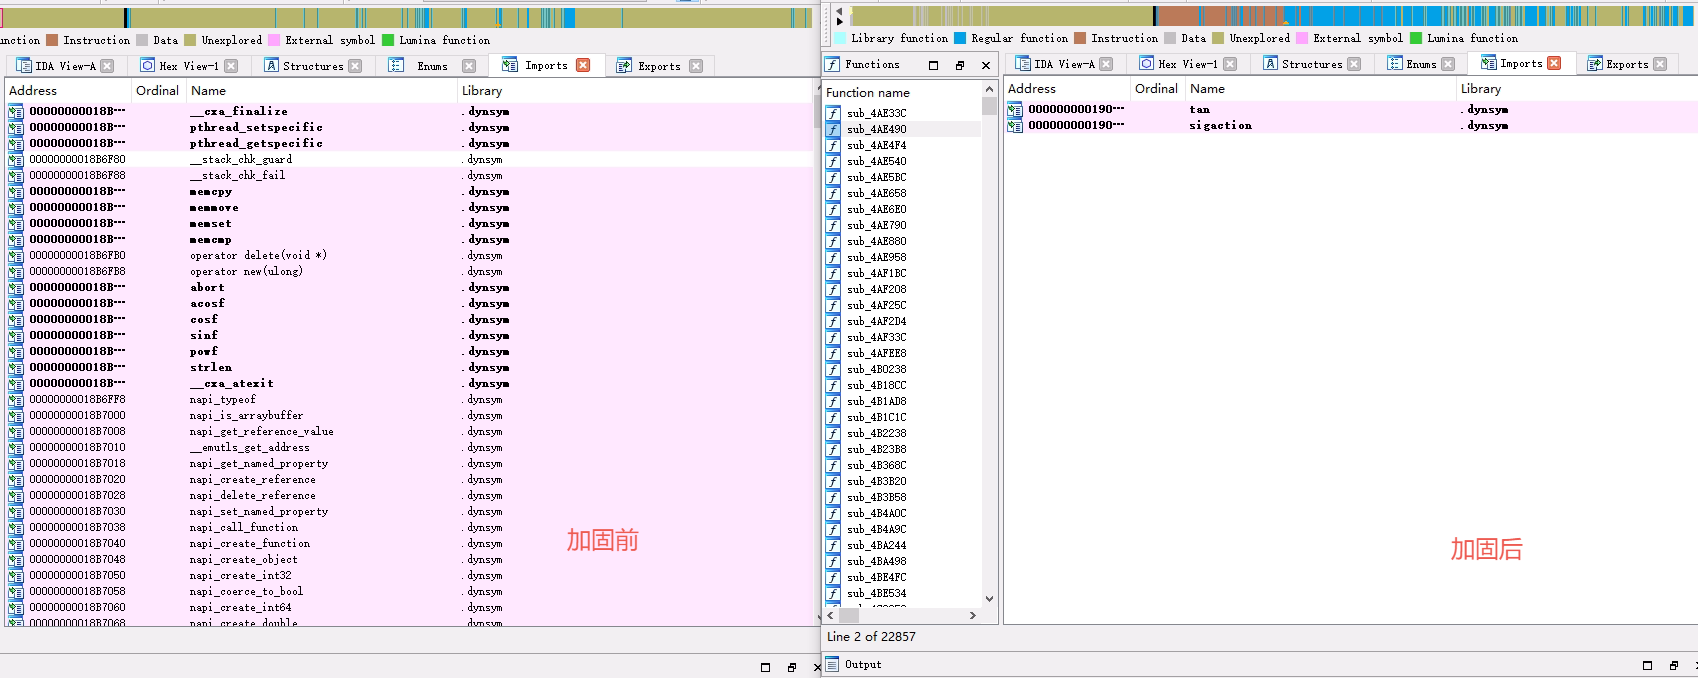 unction Instruction Data Unexplored External symbol Lumina function
IDA View-A Hex View-1 Structures Enums Imports Exports
Address Ordinal Name Library
00000000018B··· __cxa_finalize .dynsym
00000000018B··· pthread_setspecific .dynsym
00000000018B··· pthread_getspecific .dynsym
00000000018B6F80 __stack_chk_guard .dynsym
00000000018B6F88 __stack_chk_fail .dynsym
00000000018B··· memcpy .dynsym
00000000018B··· memmove .dynsym
00000000018B··· memset .dynsym
00000000018B··· memcmp .dynsym
00000000018B6FB0 operator delete(void *) .dynsym
00000000018B6FB8 operator new(ulong) .dynsym
00000000018B··· abort .dynsym
00000000018B··· acosf .dynsym
00000000018B··· cosf .dynsym
00000000018B··· sinf .dynsym
00000000018B··· powf .dynsym
00000000018B··· strlen .dynsym
00000000018B··· __cxa_atexit .dynsym
00000000018B6FF8 napi_typeof .dynsym
00000000018B7000 napi_is_arraybuffer .dynsym
00000000018B7008 napi_get_reference_value .dynsym
00000000018B7010 __emutls_get_address .dynsym
00000000018B7018 napi_get_named_property .dynsym
00000000018B7020 napi_create_reference .dynsym
00000000018B7028 napi_delete_reference .dynsym
00000000018B7030 napi_set_named_property .dynsym
00000000018B7038 napi_call_function .dynsym
00000000018B7040 napi_create_function .dynsym
00000000018B7048 napi_create_object .dynsym
00000000018B7050 napi_create_int32 .dynsym
00000000018B7058 napi_coerce_to_bool .dynsym
00000000018B7060 napi_create_int64 .dynsym
00000000018B7068 napi_create_double .dynsym
加固前
Library function Regular function Instruction Data Unexplored External symbol Lumina function
Functions
Function name
sub_4AE33C
sub_4AE490
sub_4AE4F4
sub_4AE540
sub_4AE5BC
sub_4AE658
sub_4AE6E0
sub_4AE790
sub_4AE880
sub_4AE958
sub_4AF1BC
sub_4AF208
sub_4AF25C
sub_4AF2D4
sub_4AF33C
sub_4AFEE8
sub_4B0238
sub_4B18CC
sub_4B1AD8
sub_4B1C1C
sub_4B2238
sub_4B23B8
sub_4B368C
sub_4B3B20
sub_4B3B58
sub_4B4A0C
sub_4B4A9C
sub_4BA244
sub_4BA498
sub_4BE4FC
sub_4BE534
Line 2 of 22857
Output
IDA View-A Hex View-1 Structures Enums Imports Exports
Address Ordinal Name Library
000000000190··· tan .dynsym
000000000190··· sigaction .dynsym
加固后